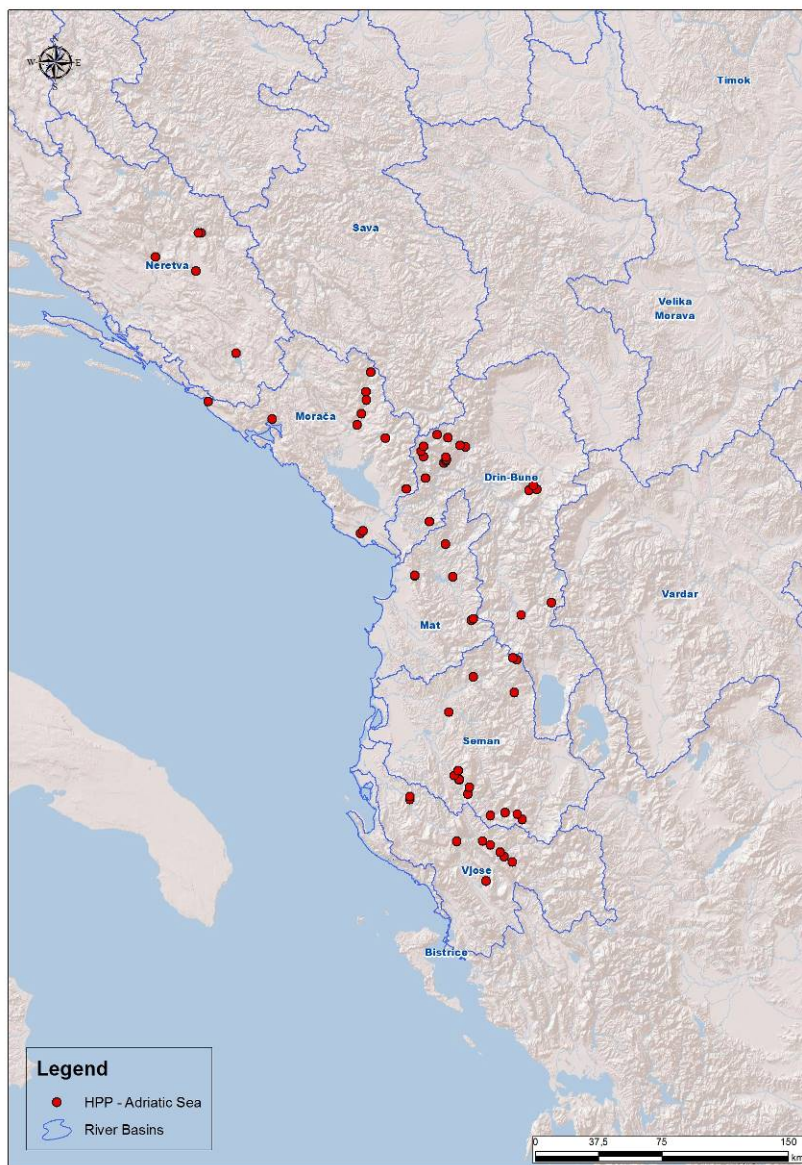 N
W E
S
Timok
Sava
Neretva
Velika
Morava
Morača
Drin-Bune
Vardar
Mat
Seman
Vjose
Bistrice
Legend
HPP - Adriatic Sea
River Basins
0 37,5 75 150
km